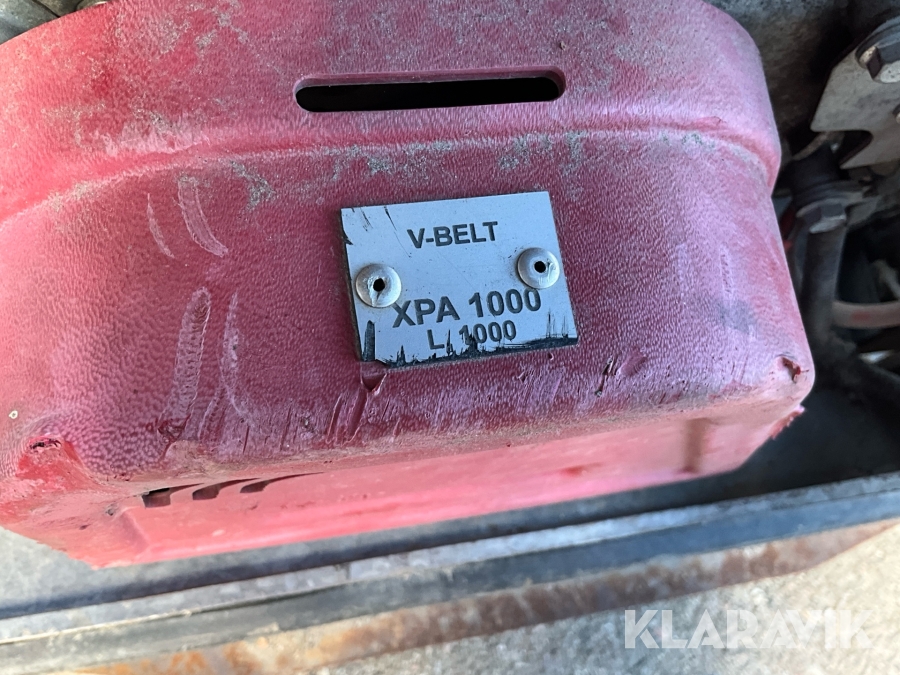 V-BELT
XPA 1000
L. 1000
KLARAVIK